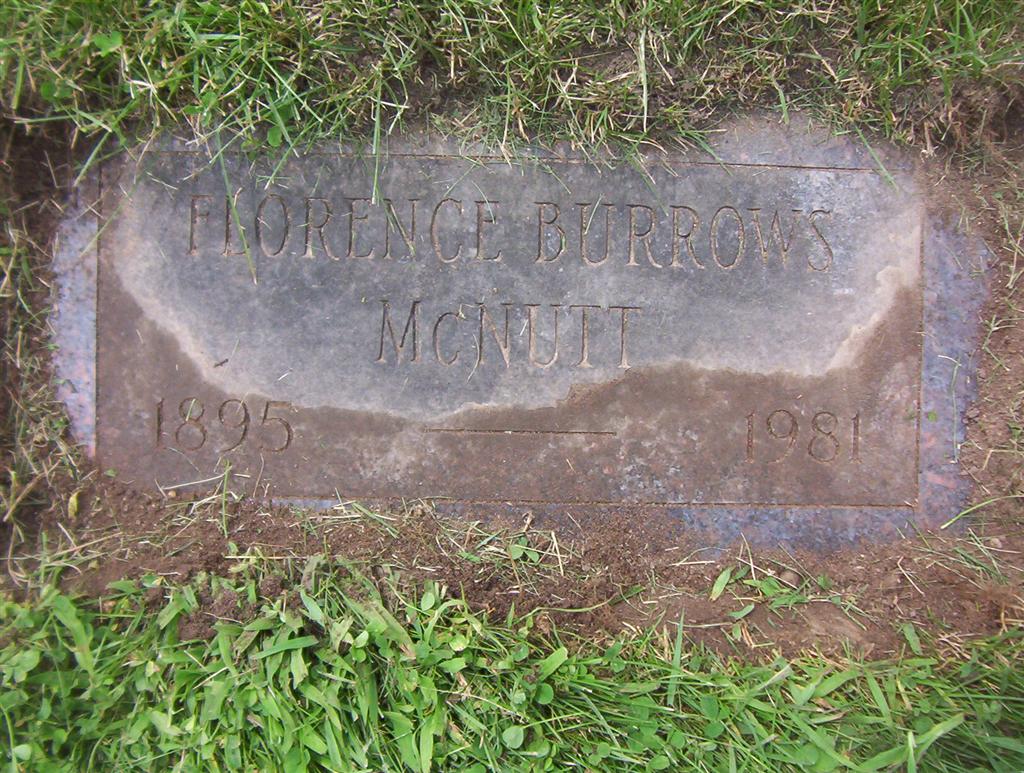 FLORENCE BURROWS
McNUTT
1895 — 1981